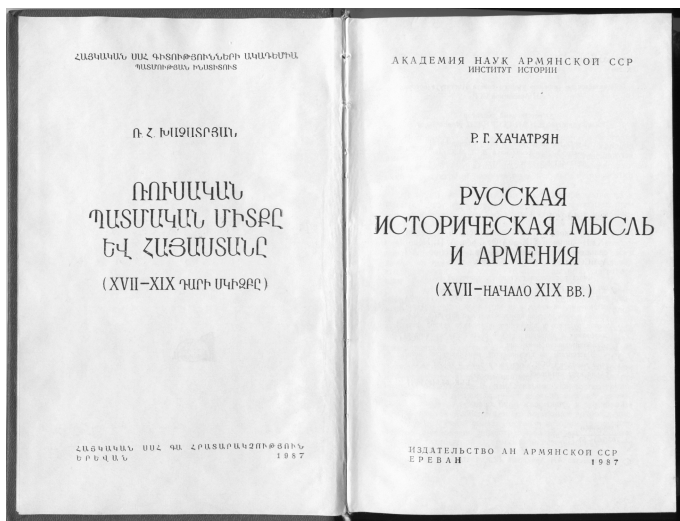 ՀԱՅԿԱԿԱՆ ՍՍՀ ԳԻՏՈՒԹՅՈՒՆՆԵՐԻ ԱԿԱԴԵՄԻԱ
ՊԱՏՄՈՒԹՅԱՆ ԻՆՍՏԻՏՈՒՏ
Ռ. Հ. ԽԱՉԱՏՐՅԱՆ
ՌՈՒՍԱԿԱՆ
ՊԱՏՄԱԿԱՆ ՄԻՏՔԸ
ԵՎ ՀԱՅԱՍՏԱՆԸ
(XVII–XIX ԴԱՐԻ ՍԿԻԶԲԸ)
ՀԱՅԿԱԿԱՆ ՍՍՀ ԳԱ ՀՐԱՏԱՐԱԿՉՈՒԹՅՈՒՆ
ԵՐԵՎԱՆ 1987
АКАДЕМИЯ НАУК АРМЯНСКОЙ ССР
ИНСТИТУТ ИСТОРИИ
Р. Г. ХАЧАТРЯН
РУССКАЯ
ИСТОРИЧЕСКАЯ МЫСЛЬ
И АРМЕНИЯ
(XVII–НАЧАЛО XIX ВВ.)
ИЗДАТЕЛЬСТВО АН АРМЯНСКОЙ ССР
ЕРЕВАН 1987